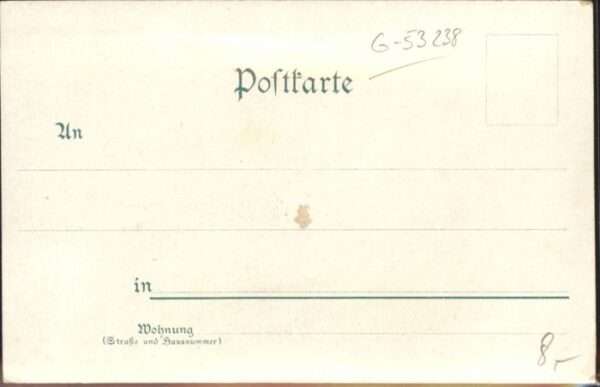 G-53238
Poſtkarte
An
in
Wohnung
(Straße und Hausnummer)
8,-